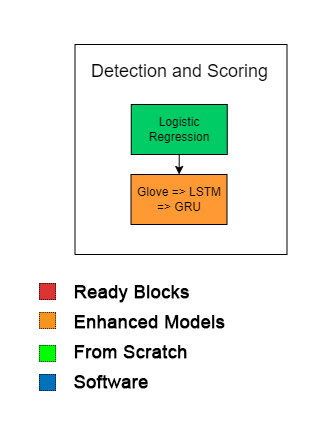 Detection and Scoring
Logistic
Regression
Glove => LSTM
=> GRU
Ready Blocks
Enhanced Models
From Scratch
Software